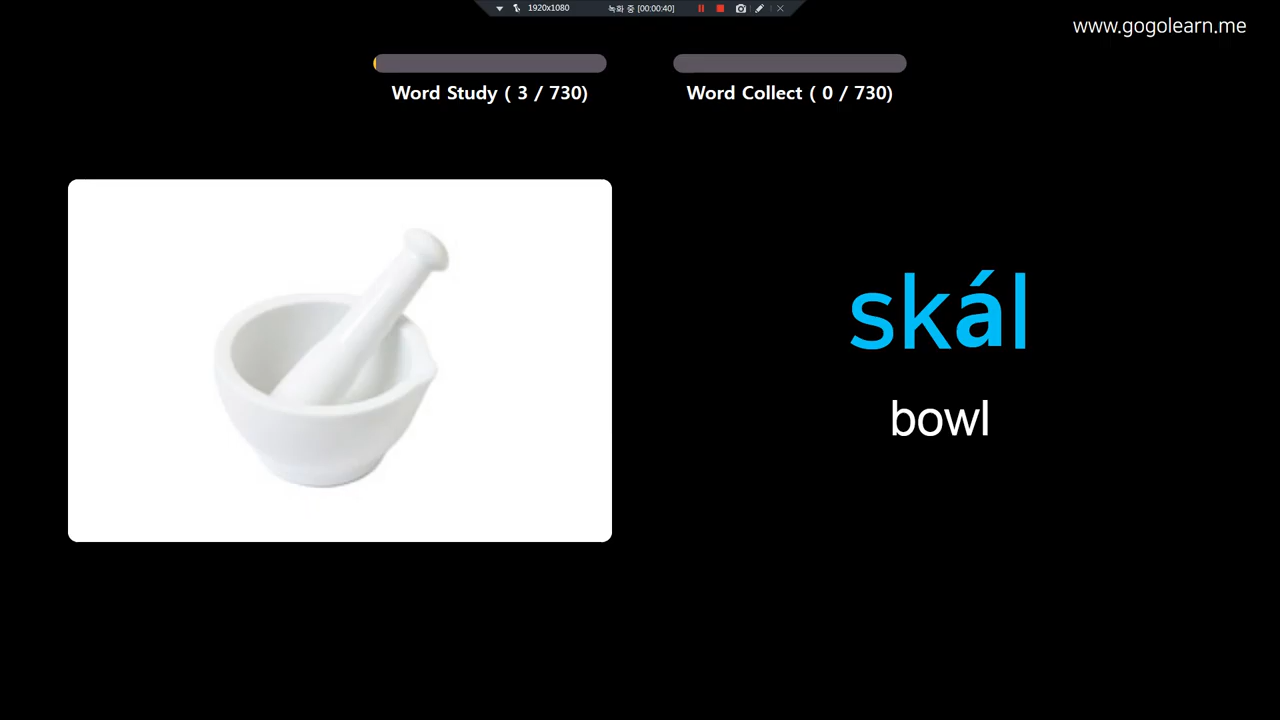 1920x1080 녹화 중 [00:00:40]
www.gogolearn.me
Word Study ( 3 / 730) Word Collect ( 0 / 730)
skál
bowl